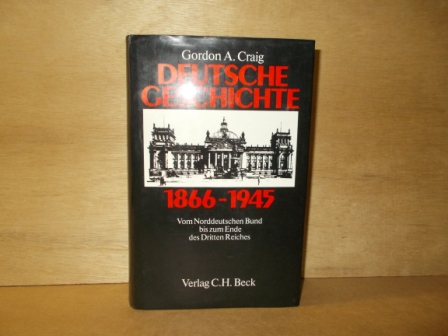 Gordon A. Craig
DEUTSCHE
GESCHICHTE
1866-1945
Vom Norddeutschen Bund
bis zum Ende
des Dritten Reiches
Verlag C.H. Beck